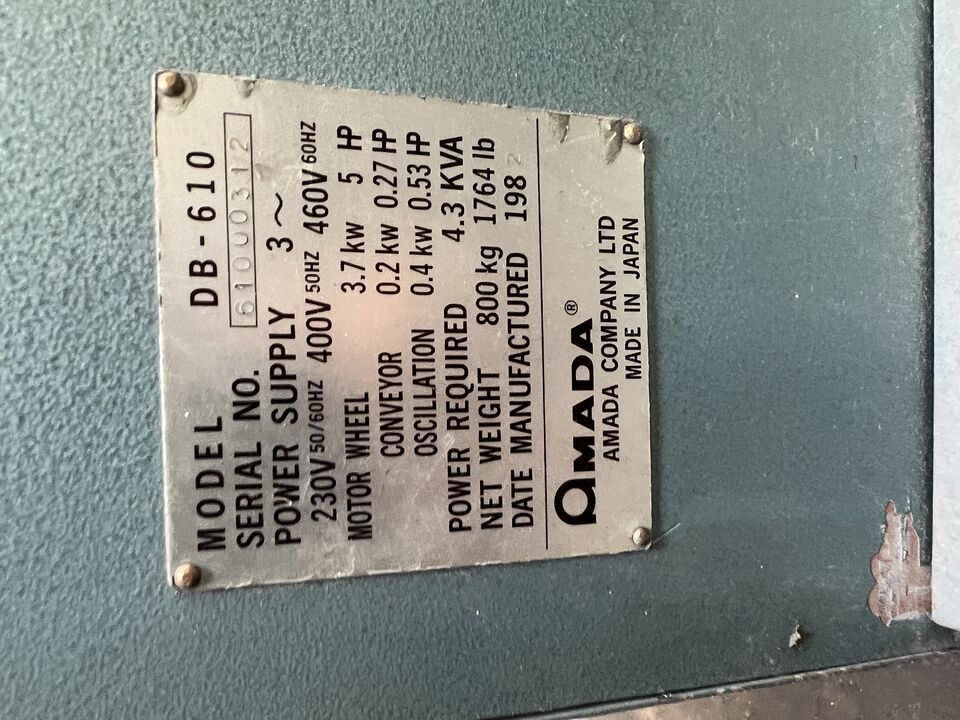 MODEL DB-610
SERIAL NO. 61000312
POWER SUPPLY 3~
230V 50/60HZ 400V 50HZ 460V 60HZ
MOTOR WHEEL 3.7 kw 5 HP
CONVEYOR 0.2 kw 0.27 HP
OSCILLATION 0.4 kw 0.53 HP
POWER REQUIRED 4.3 KVA
NET WEIGHT 800 kg 1764 lb
DATE MANUFACTURED 1982
AMADA®
AMADA COMPANY LTD
MADE IN JAPAN